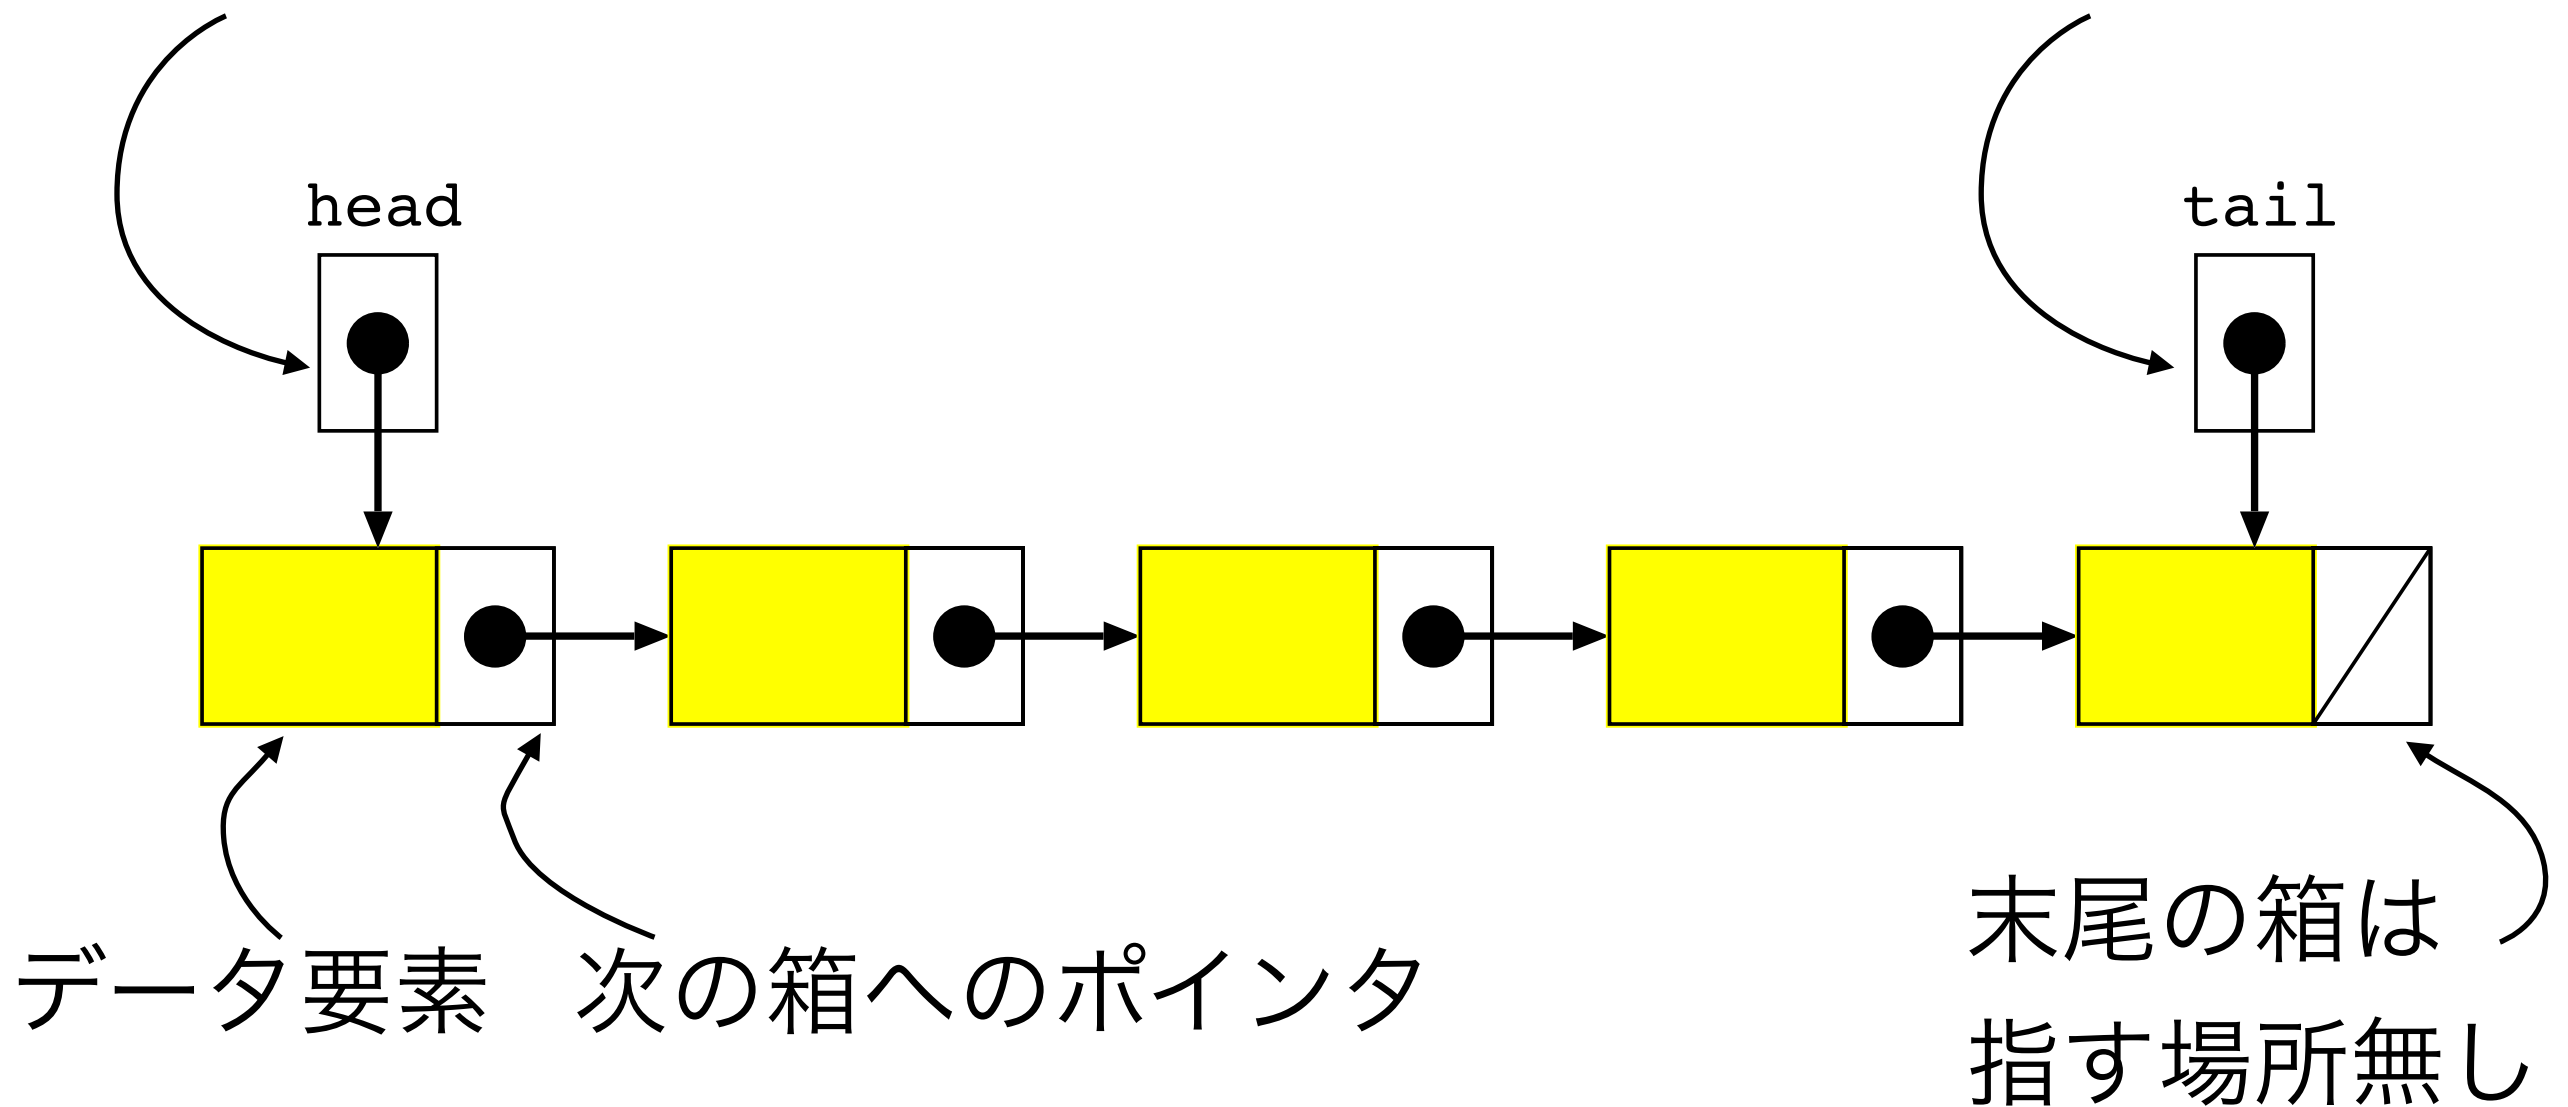 head
tail
データ要素
次の箱へのポインタ
末尾の箱は
指す場所無し